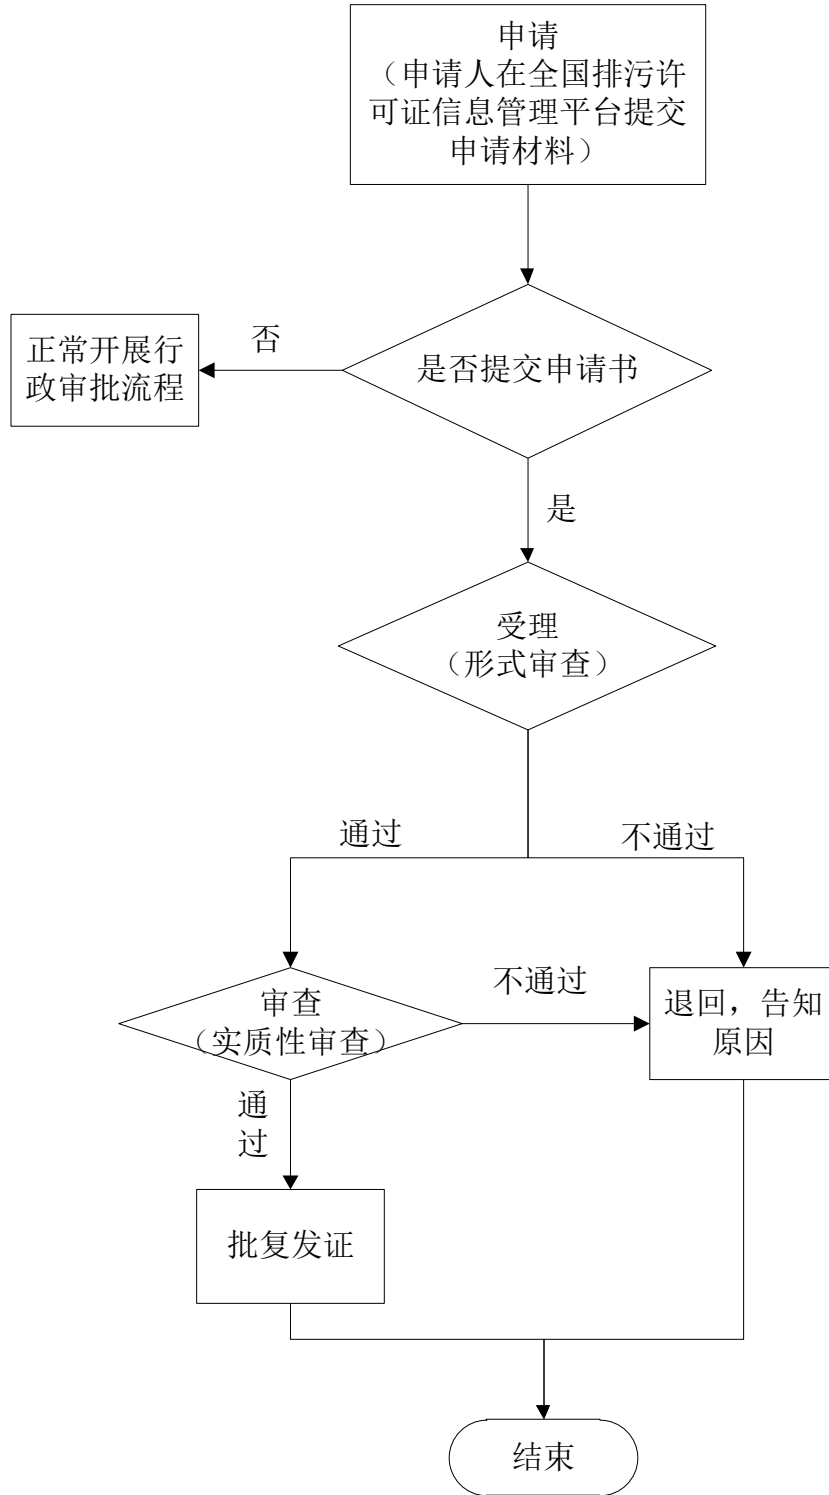 申请
（申请人在全国排污许
可证信息管理平台提交
申请材料）
否
正常开展行
政审批流程
是否提交申请书
是
受理
（形式审查）
通过
不通过
审查
（实质性审查）
不通过
退回，告知
原因
通
过
批复发证
结束